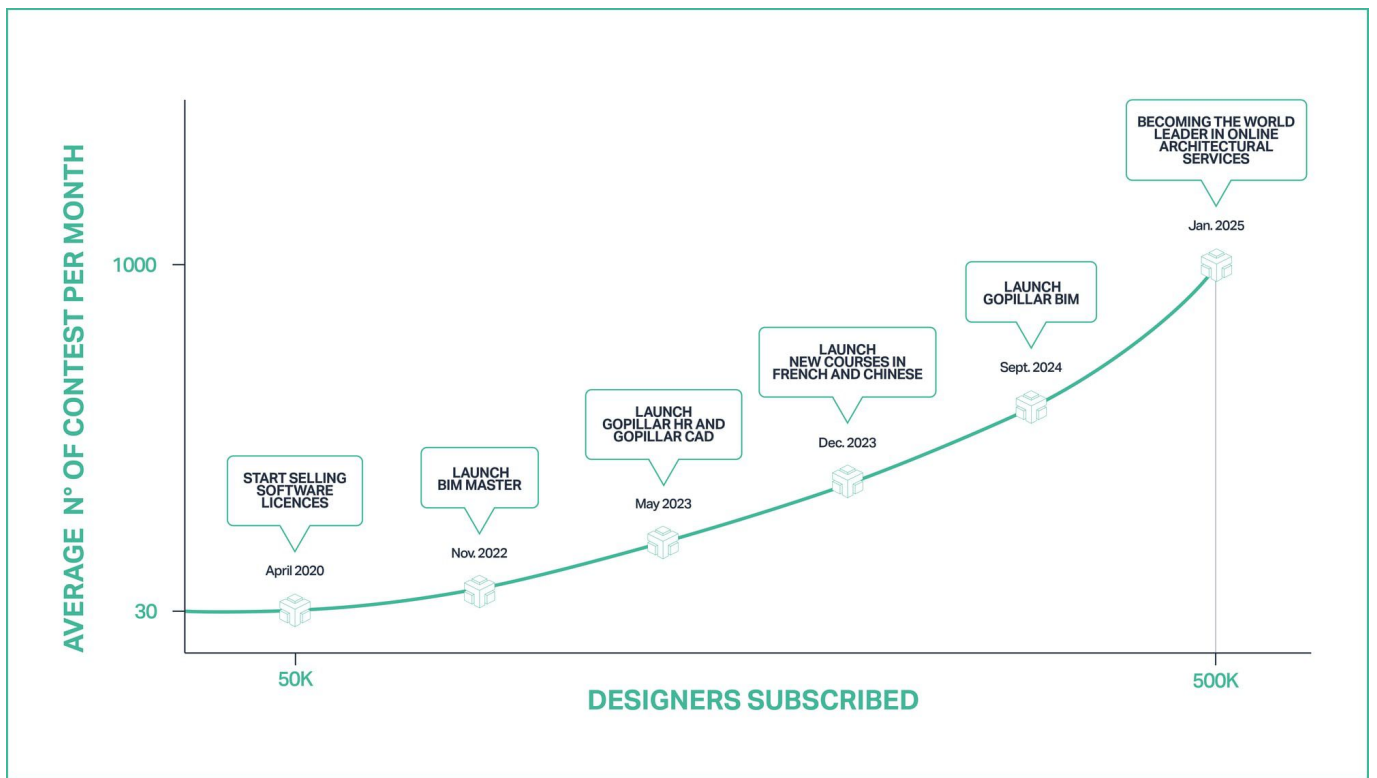 BECOMING THE WORLD
LEADER IN ONLINE
ARCHITECTURAL
SERVICES
Jan. 2025
1000
LAUNCH
GOPILLAR BIM
Sept. 2024
LAUNCH
NEW COURSES IN
FRENCH AND CHINESE
Dec. 2023
LAUNCH
GOPILLAR HR AND
GOPILLAR CAD
May 2023
LAUNCH
BIM MASTER
Nov. 2022
START SELLING
SOFTWARE
LICENCES
April 2020
30
AVERAGE N° OF CONTEST PER MONTH
50K
500K
DESIGNERS SUBSCRIBED